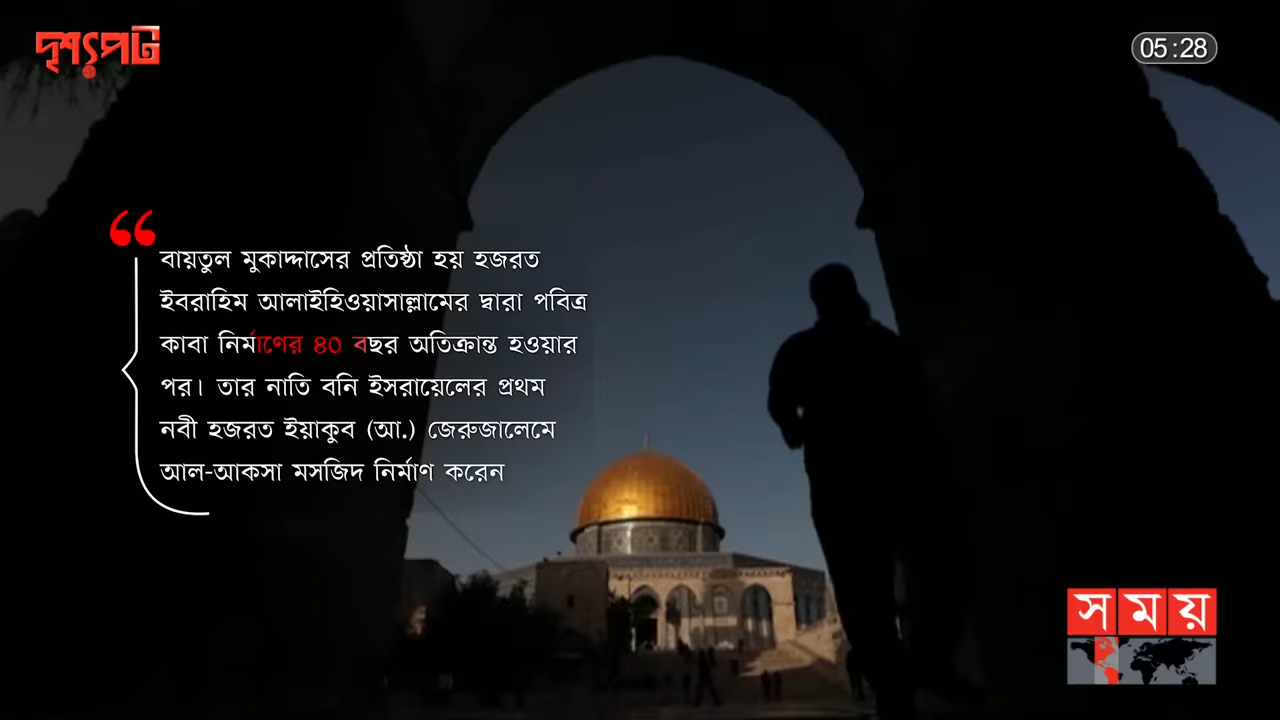 দৃশ্যপট
05:28
বায়তুল মুকাদ্দাসের প্রতিষ্ঠা হয় হজরত
ইবরাহিম আলাইহিওয়াসাল্লামের দ্বারা পবিত্র
কাবা নির্মাণের ৪০ বছর অতিক্রান্ত হওয়ার
পর। তার নাতি বনি ইসরায়েলের প্রথম
নবী হজরত ইয়াকুব (আ.) জেরুজালেমে
আল-আকসা মসজিদ নির্মাণ করেন
সময়